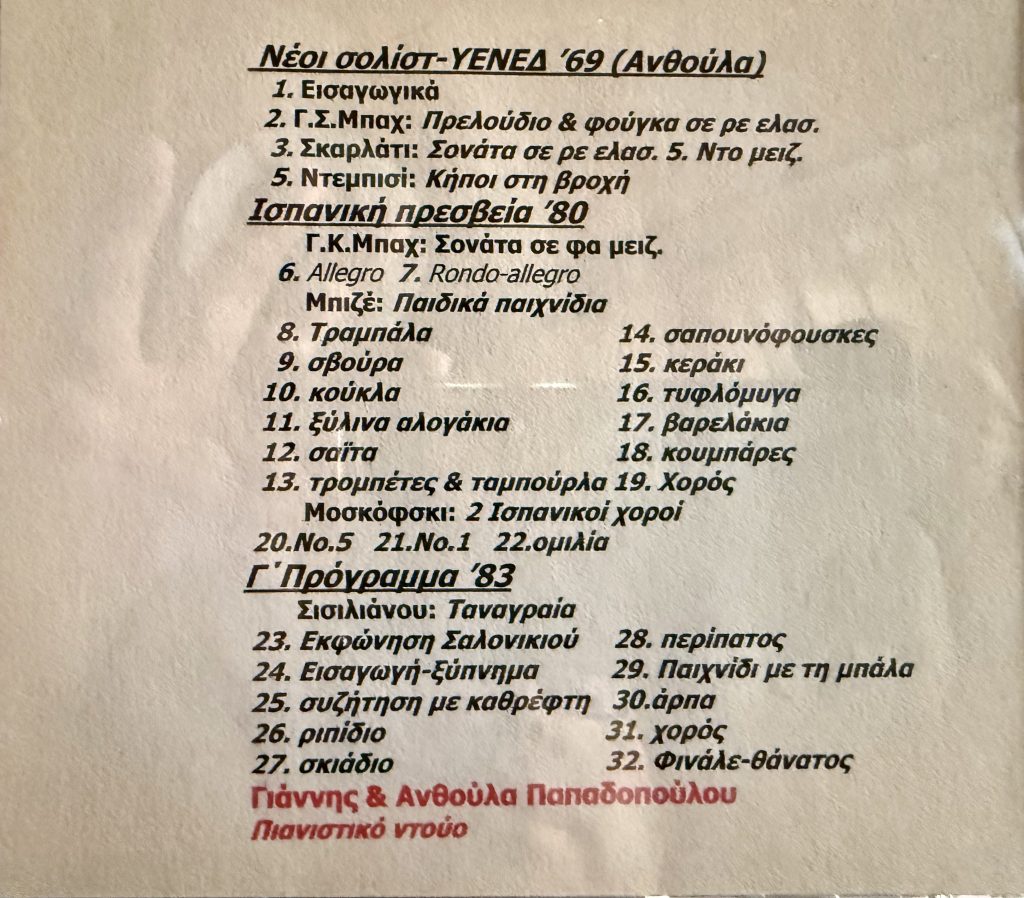 Νέοι σολίστ-ΥΕΝΕΔ ’69 (Ανθούλα)
1. Εισαγωγικά
2. Γ.Σ.Μπαχ: Πρελούδιο & φούγκα σε ρε ελασ.
3. Σκαρλάτι: Σονάτα σε ρε ελασ. 5. Ντο μειζ.
5. Ντεμπισί: Κήποι στη βροχή
Ισπανική πρεσβεία ’80
Γ.Κ.Μπαχ: Σονάτα σε φα μειζ.
6. Allegro 7. Rondo-allegro
Μπιζέ: Παιδικά παιχνίδια
8. Τραμπάλα 14. σαπουνόφουσκες
9. σβούρα 15. κεράκι
10. κούκλα 16. τυφλόμυγα
11. ξύλινα αλογάκια 17. βαρελάκια
12. σαΐτα 18. κουμπάρες
13. τρομπέτες & ταμπούρλα 19. Χορός
Μοσκόφσκι: 2 Ισπανικοί χοροί
20.Νο.5 21.Νο.1 22.ομιλία
Γ΄Πρόγραμμα ’83
Σισιλιάνου: Ταναγραία
23. Εκφώνηση Σαλονικιού 28. περίπατος
24. Εισαγωγή-ξύπνημα 29. Παιχνίδι με τη μπάλα
25. συζήτηση με καθρέφτη 30.άρπα
26. ριπίδιο 31. χορός
27. σκιάδιο 32. Φινάλε-θάνατος
Γιάννης & Ανθούλα Παπαδοπούλου
Πιανιστικό ντούο